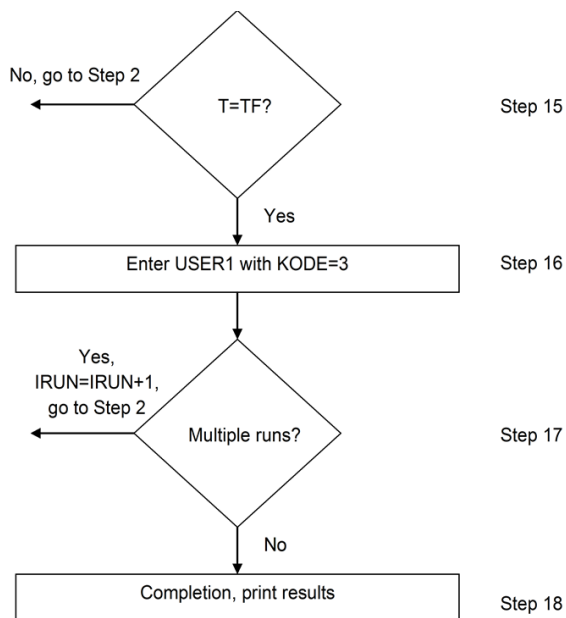 No, go to Step 2
T=TF?
Step 15
Yes
Enter USER1 with KODE=3
Step 16
Yes,
IRUN=IRUN+1,
go to Step 2
Multiple runs?
Step 17
No
Completion, print results
Step 18